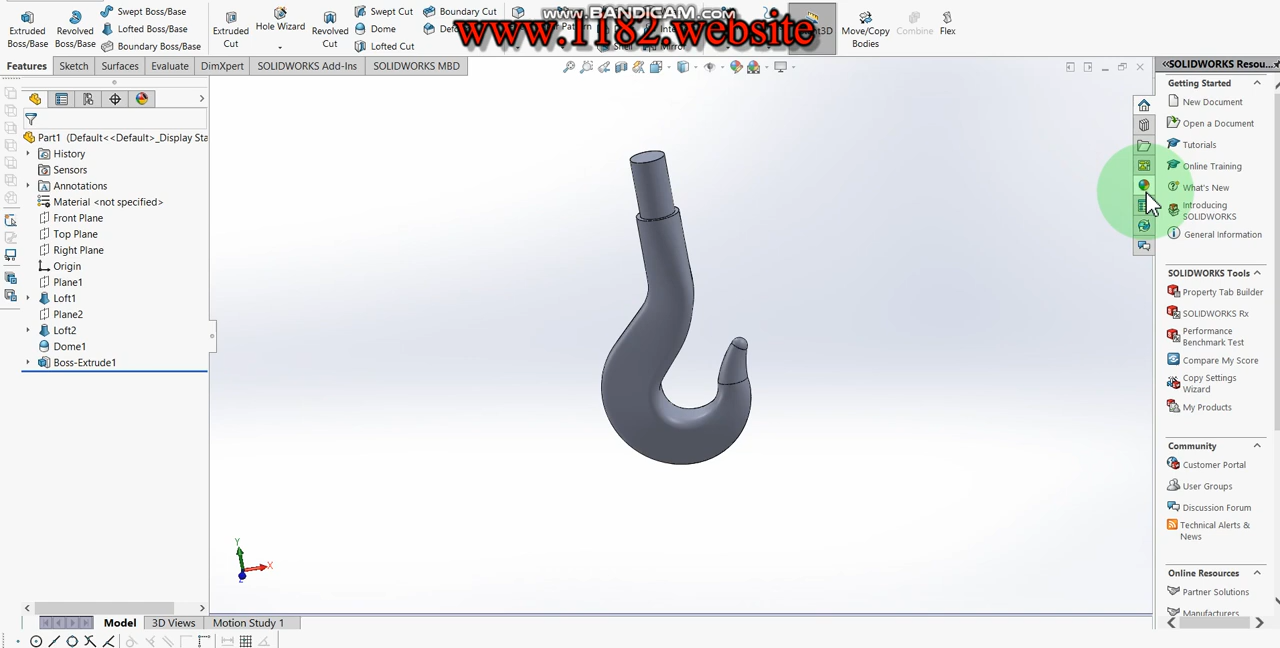 www.BANDICAM.com
www.1182.website
Extruded Boss/Base
Revolved Boss/Base
Swept Boss/Base
Lofted Boss/Base
Boundary Boss/Base
Extruded Cut
Hole Wizard
Revolved Cut
Swept Cut
Dome
Lofted Cut
Boundary Cut
Move/Copy Bodies
Combine
Flex
Features
Sketch
Surfaces
Evaluate
DimXpert
SOLIDWORKS Add-Ins
SOLIDWORKS MBD
Part1 (Default<<Default>_Display Sta
History
Sensors
Annotations
Material <not specified>
Front Plane
Top Plane
Right Plane
Origin
Plane1
Loft1
Plane2
Loft2
Dome1
Boss-Extrude1
Y
X
Z
Model
3D Views
Motion Study 1
SOLIDWORKS Resou...
Getting Started
New Document
Open a Document
Tutorials
Online Training
What's New
Introducing
SOLIDWORKS
General Information
SOLIDWORKS Tools
Property Tab Builder
SOLIDWORKS Rx
Performance
Benchmark Test
Compare My Score
Copy Settings
Wizard
My Products
Community
Customer Portal
User Groups
Discussion Forum
Technical Alerts &
News
Online Resources
Partner Solutions
Manufacturers